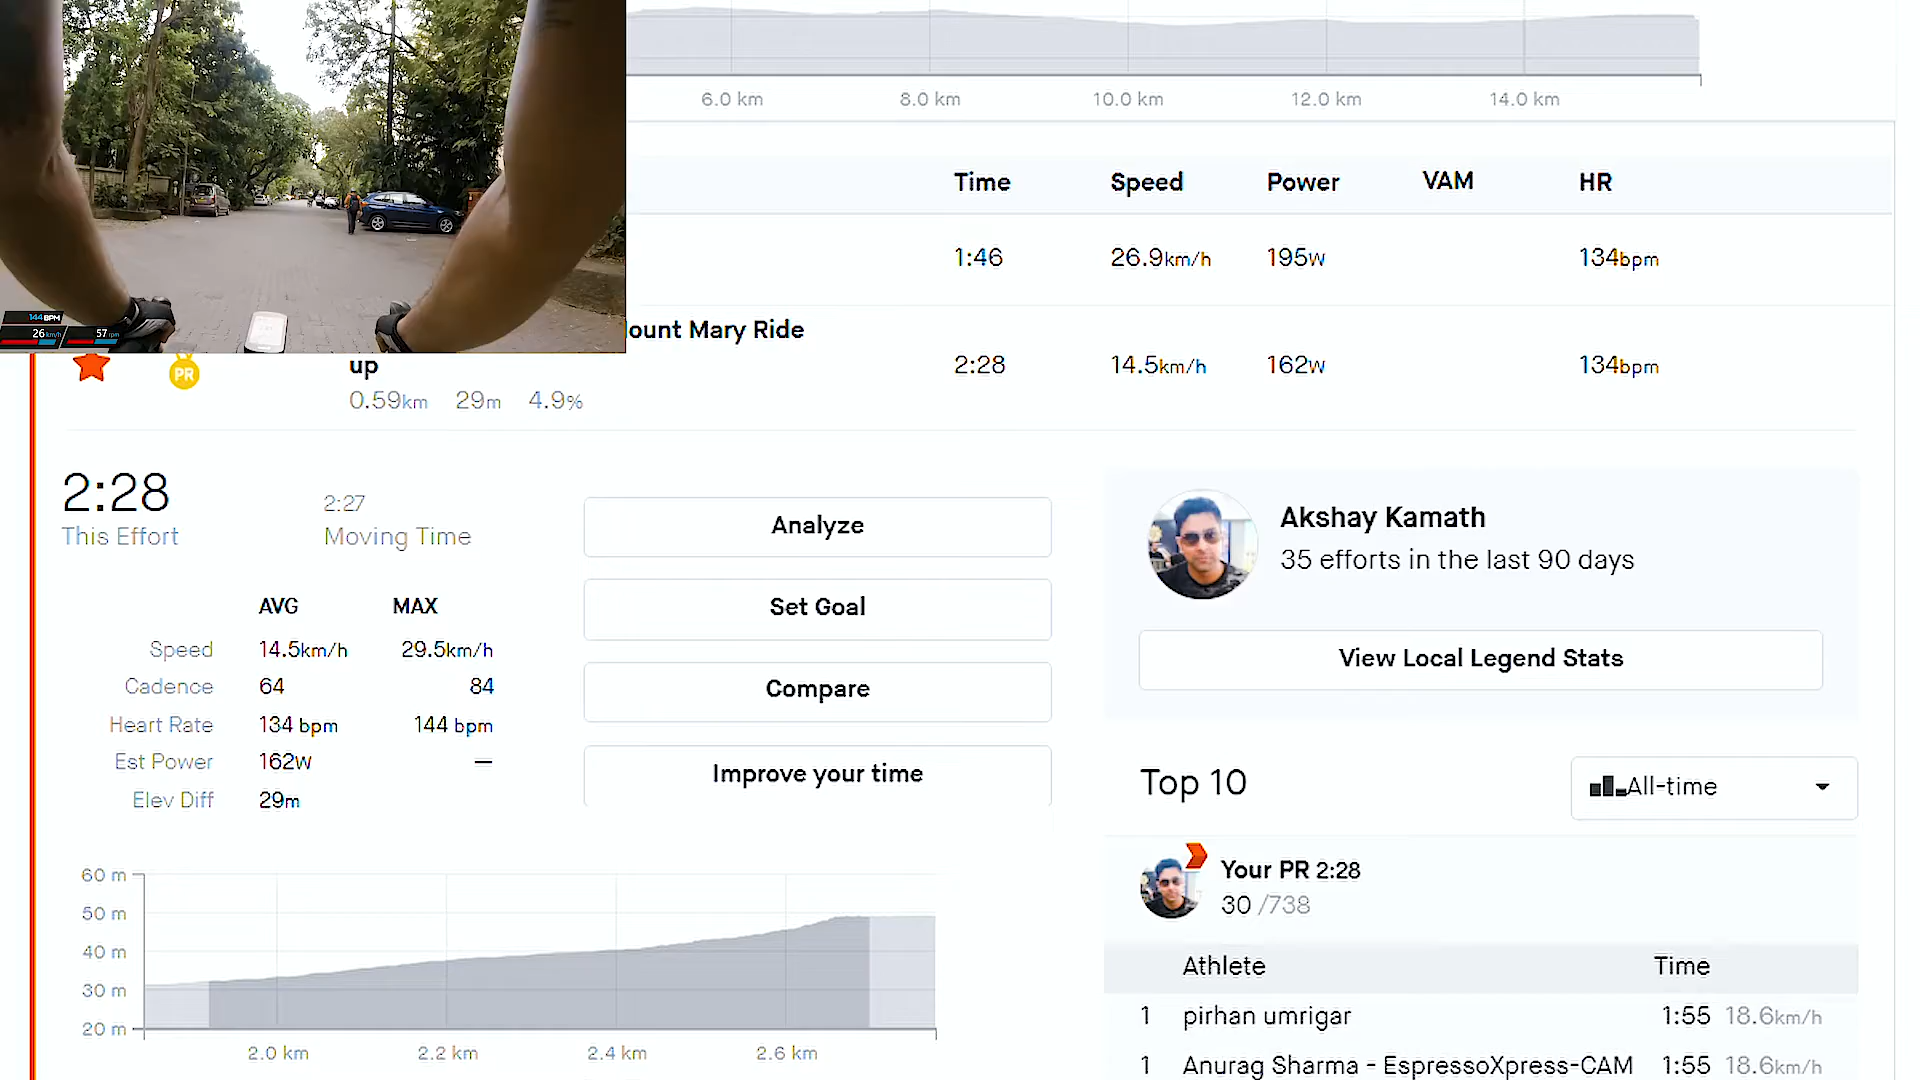 6.0 km 8.0 km 10.0 km 12.0 km 14.0 km
Time Speed Power VAM HR
1:46 26.9km/h 195W 134bpm
144BPM
26 km/h 57 rpm
ount Mary Ride
up
2:28 14.5km/h 162W 134bpm
PR
0.59km 29m 4.9%
2:28
This Effort
2:27
Moving Time
AVG MAX
Speed 14.5km/h 29.5km/h
Cadence 64 84
Heart Rate 134 bpm 144 bpm
Est Power 162W —
Elev Diff 29m
Analyze
Set Goal
Compare
Improve your time
60 m
50 m
40 m
30 m
20 m
2.0 km 2.2 km 2.4 km 2.6 km
Akshay Kamath
35 efforts in the last 90 days
View Local Legend Stats
Top 10
All-time
Your PR 2:28
30 /738
Athlete Time
1 pirhan umrigar 1:55 18.6km/h
1 Anurag Sharma - EspressoXpress-CAM 1:55 18.6km/h